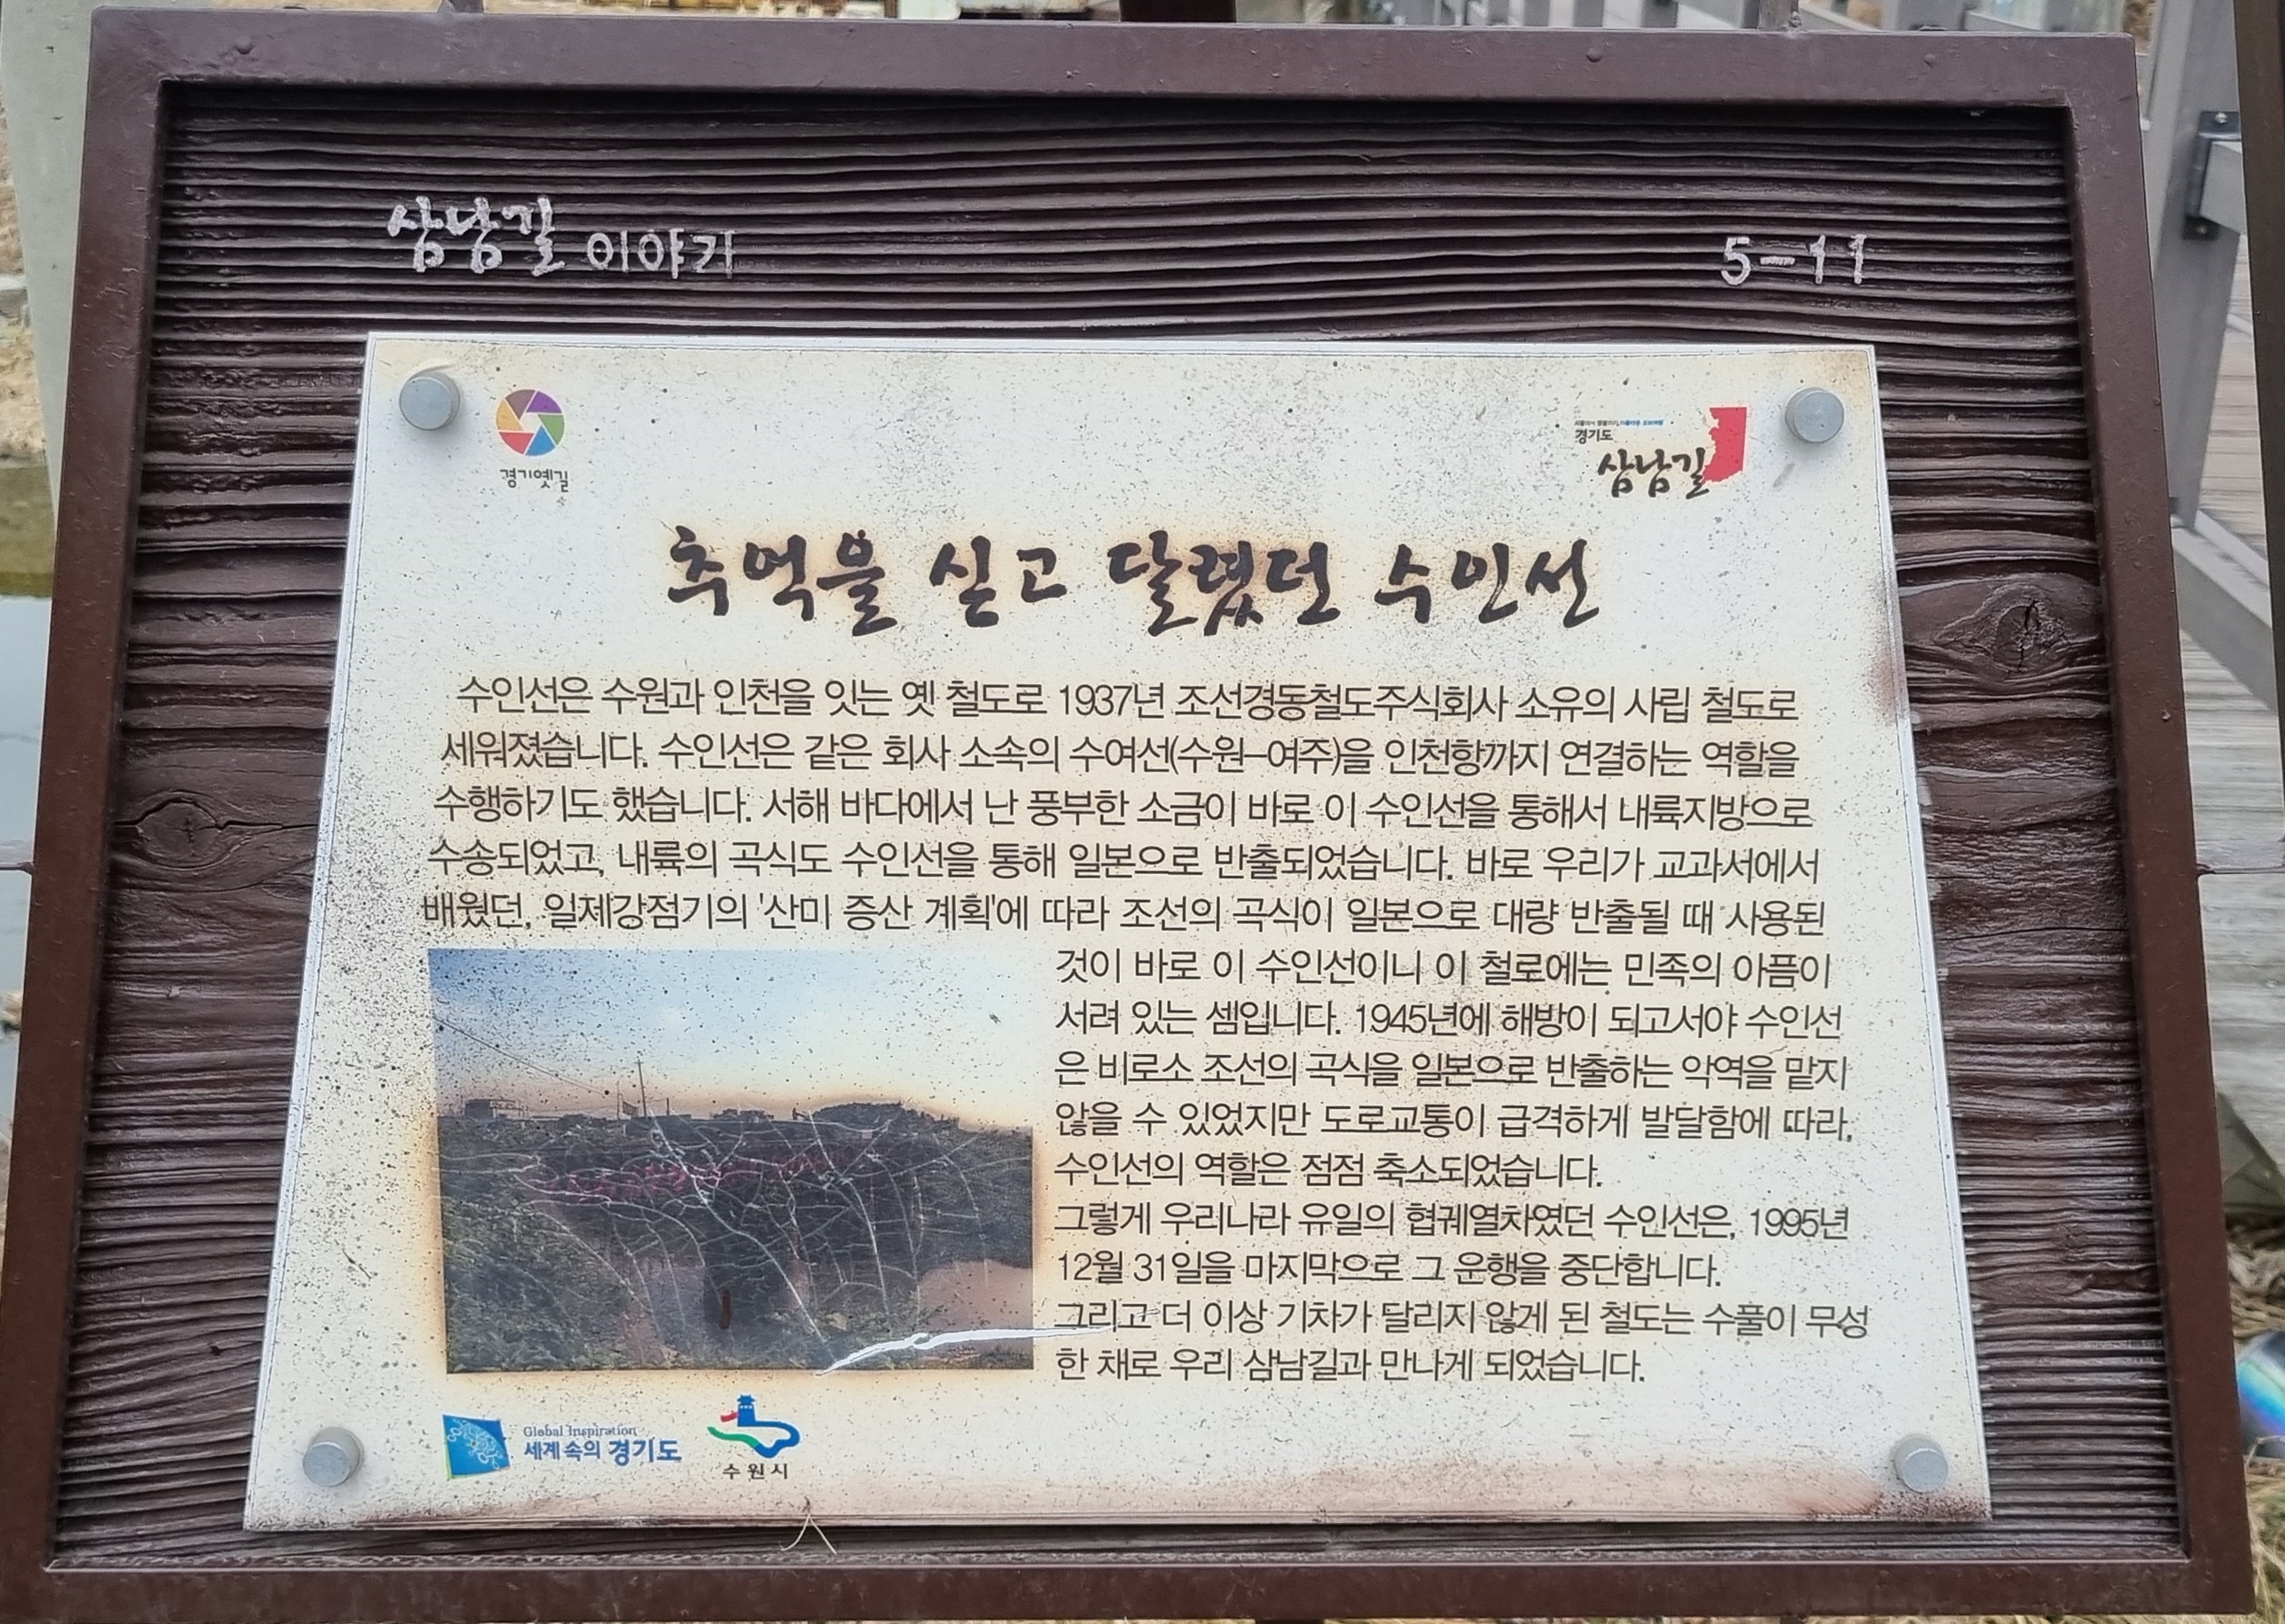 삼남길 이야기
5-11
경기옛길
경기도
삼남길
추억을 싣고 달렸던 수인선
수인선은 수원과 인천을 잇는 옛 철도로 1937년 조선경동철도주식회사 소유의 사립 철도로
세워졌습니다. 수인선은 같은 회사 소속의 수여선(수원-여주)을 인천항까지 연결하는 역할을
수행하기도 했습니다. 서해 바다에서 난 풍부한 소금이 바로 이 수인선을 통해서 내륙지방으로
수송되었고, 내륙의 곡식도 수인선을 통해 일본으로 반출되었습니다. 바로 우리가 교과서에서
배웠던, 일제강점기의 '산미 증산 계획'에 따라 조선의 곡식이 일본으로 대량 반출될 때 사용된
것이 바로 이 수인선이니 이 철로에는 민족의 아픔이
서려 있는 셈입니다. 1945년에 해방이 되고서야 수인선
은 비로소 조선의 곡식을 일본으로 반출하는 악역을 맡지
않을 수 있었지만 도로교통이 급격하게 발달함에 따라,
수인선의 역할은 점점 축소되었습니다.
그렇게 우리나라 유일의 협궤열차였던 수인선은, 1995년
12월 31일을 마지막으로 그 운행을 중단합니다.
그리고 더 이상 기차가 달리지 않게 된 철도는 수풀이 무성
한 채로 우리 삼남길과 만나게 되었습니다.
Global Inspiration
세계 속의 경기도
수원시